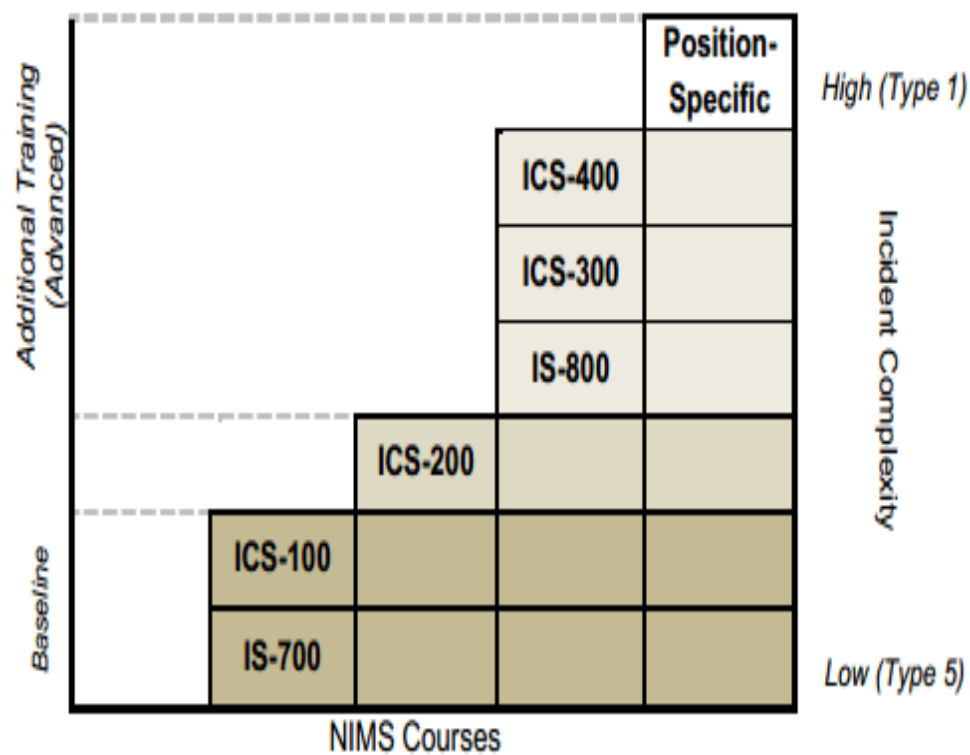 Position-
Specific
High (Type 1)
Additional Training
(Advanced)
ICS-400
ICS-300
Incident Complexity
IS-800
ICS-200
ICS-100
Baseline
IS-700
Low (Type 5)
NIMS Courses